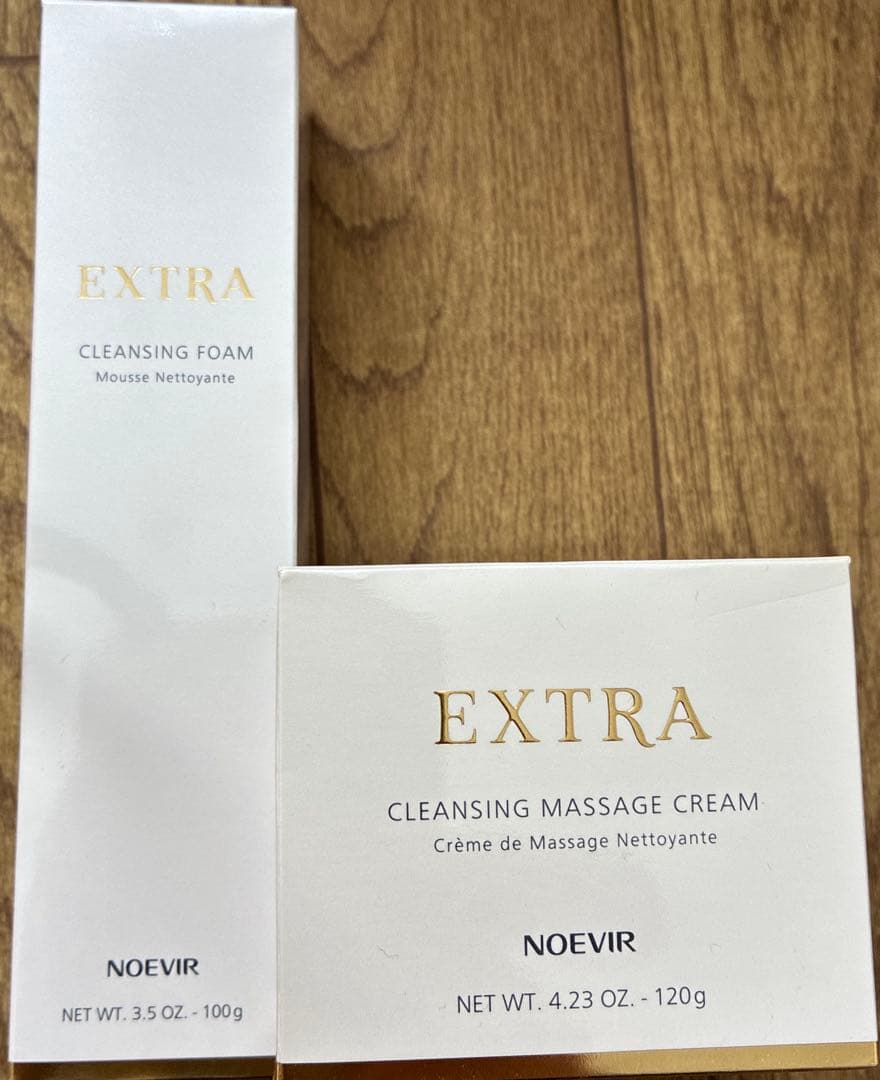 EXTRA
CLEANSING FOAM
Mousse Nettoyante
NOEVIR
NET WT. 3.5 OZ. - 100g
EXTRA
CLEANSING MASSAGE CREAM
Crème de Massage Nettoyante
NOEVIR
NET WT. 4.23 OZ. - 120g